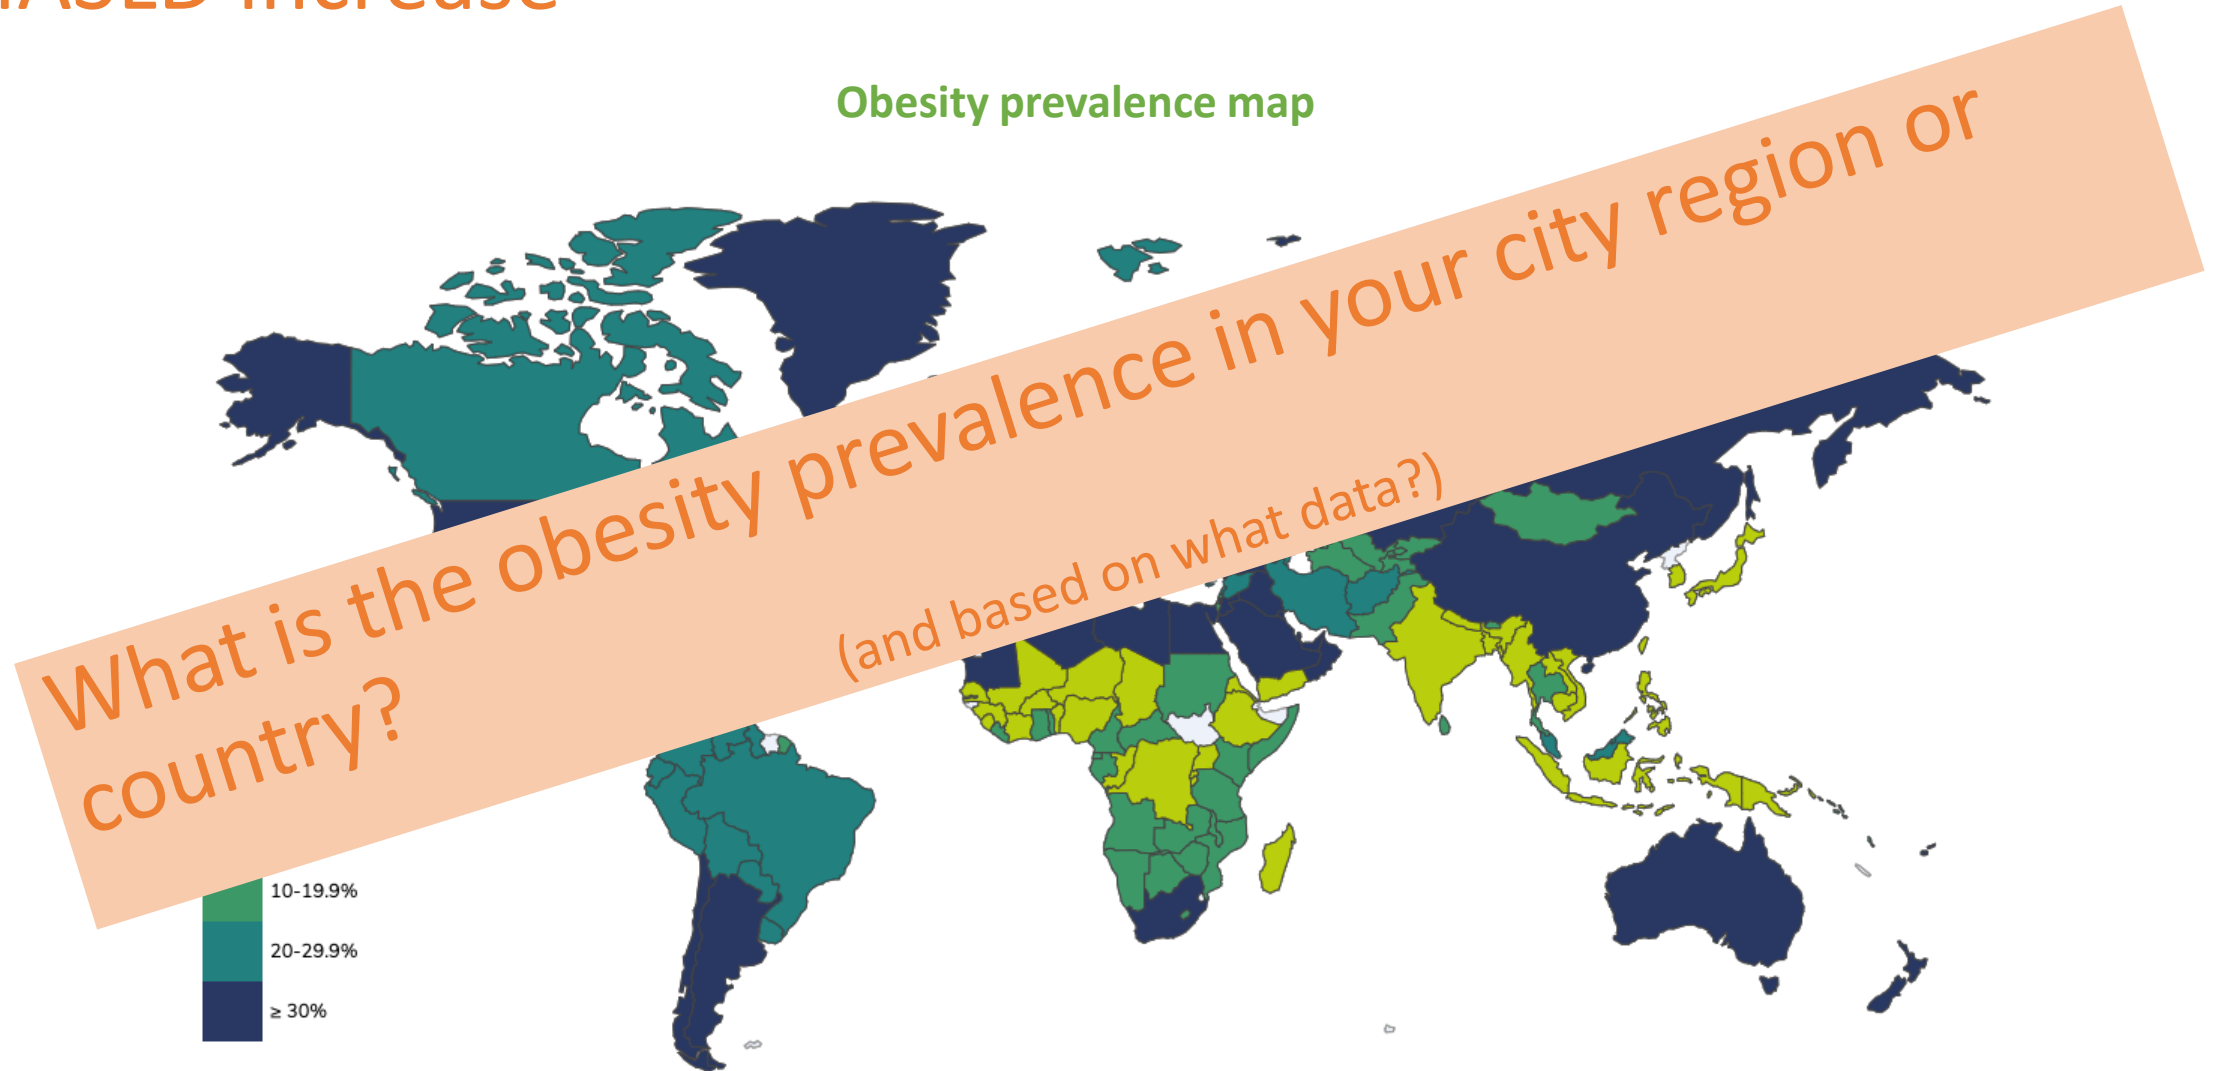 increase
Obesity prevalence map
What is the obesity prevalence in your city region or
country?
(and based on what data?)
10-19.9%
20-29.9%
≥ 30%